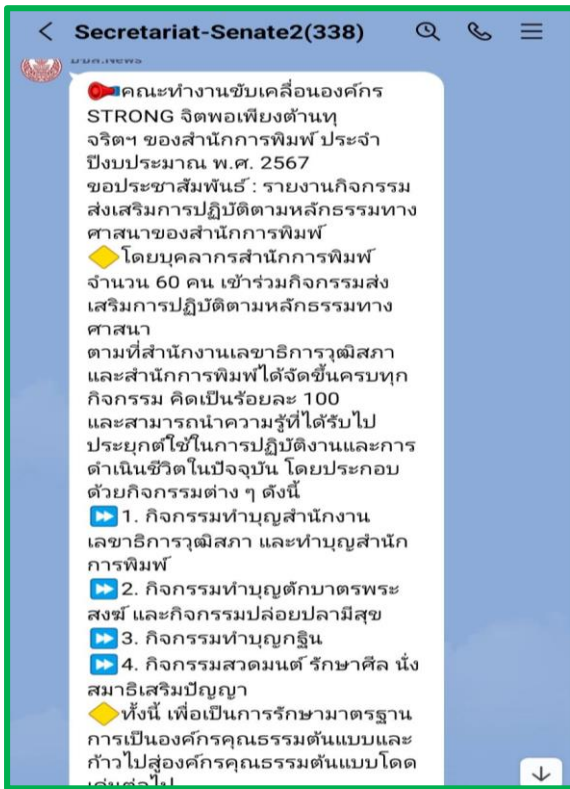 Secretariat-Senate2(338)
คณะทำงานขับเคลื่อนองค์กร
STRONG จิตพอเพียงต้านทุ
จริตฯ ของสำนักการพิมพ์ ประจำ
ปีงบประมาณ พ.ศ. 2567
ขอประชาสัมพันธ์ : รายงานกิจกรรม
ส่งเสริมการปฏิบัติตามหลักธรรมทาง
ศาสนาของสำนักการพิมพ์
โดยบุคลากรสำนักการพิมพ์
จำนวน 60 คน เข้าร่วมกิจกรรมส่ง
เสริมการปฏิบัติตามหลักธรรมทาง
ศาสนา
ตามที่สำนักงานเลขาธิการวุฒิสภา
และสำนักการพิมพ์ได้จัดขึ้นครบทุก
กิจกรรม คิดเป็นร้อยละ 100
และสามารถนำความรู้ที่ได้รับไป
ประยุกต์ใช้ในการปฏิบัติงานและการ
ดำเนินชีวิตในปัจจุบัน โดยประกอบ
ด้วยกิจกรรมต่าง ๆ ดังนี้
1. กิจกรรมทำบุญสำนักงาน
เลขาธิการวุฒิสภา และทำบุญสำนัก
การพิมพ์
2. กิจกรรมทำบุญตักบาตรพระ
สงฆ์ และกิจกรรมปล่อยปลามีสุข
3. กิจกรรมทำบุญกฐิน
4. กิจกรรมสวดมนต์ รักษาศีล นั่ง
สมาธิเสริมปัญญา
ทั้งนี้ เพื่อเป็นการรักษามาตรฐาน
การเป็นองค์กรคุณธรรมต้นแบบและ
ก้าวไปสู่องค์กรคุณธรรมต้นแบบโดด
เด่นต่อไป